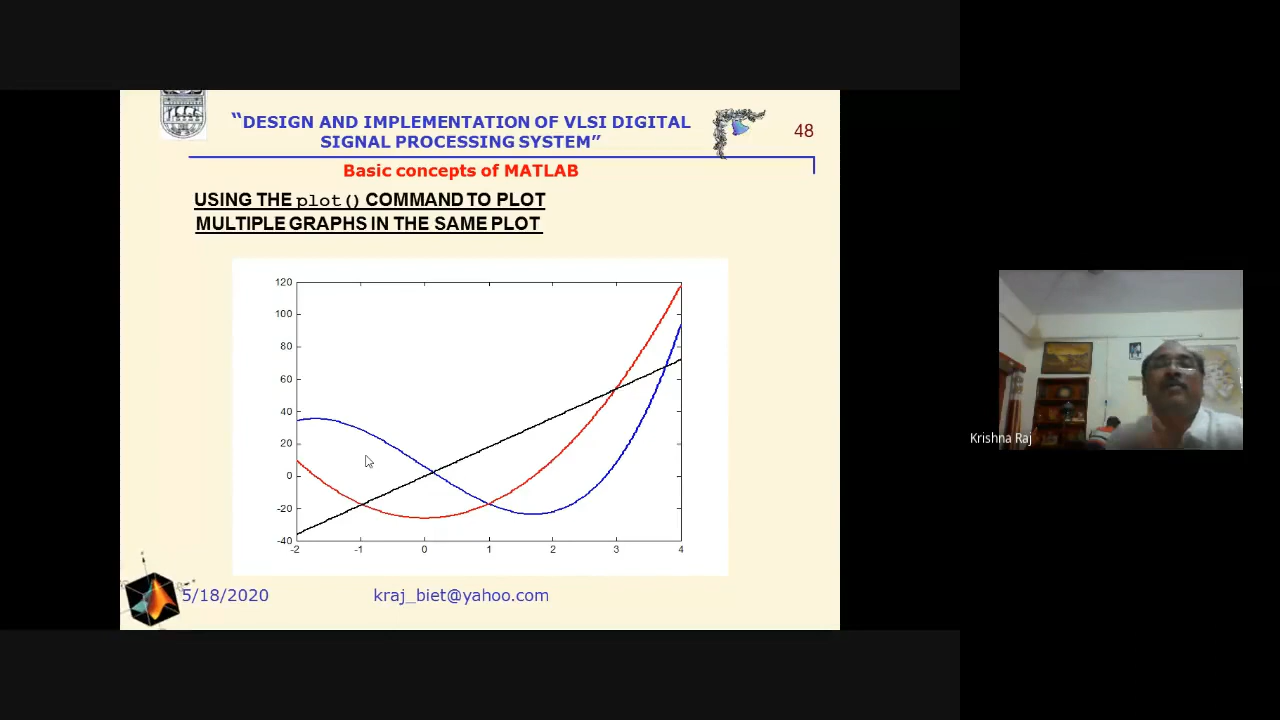 “DESIGN AND IMPLEMENTATION OF VLSI DIGITAL
SIGNAL PROCESSING SYSTEM”
48
Basic concepts of MATLAB
USING THE plot() COMMAND TO PLOT
MULTIPLE GRAPHS IN THE SAME PLOT
120
100
80
60
40
20
0
-20
-40
-2 -1 0 1 2 3 4
5/18/2020 kraj_biet@yahoo.com
Krishna Raj